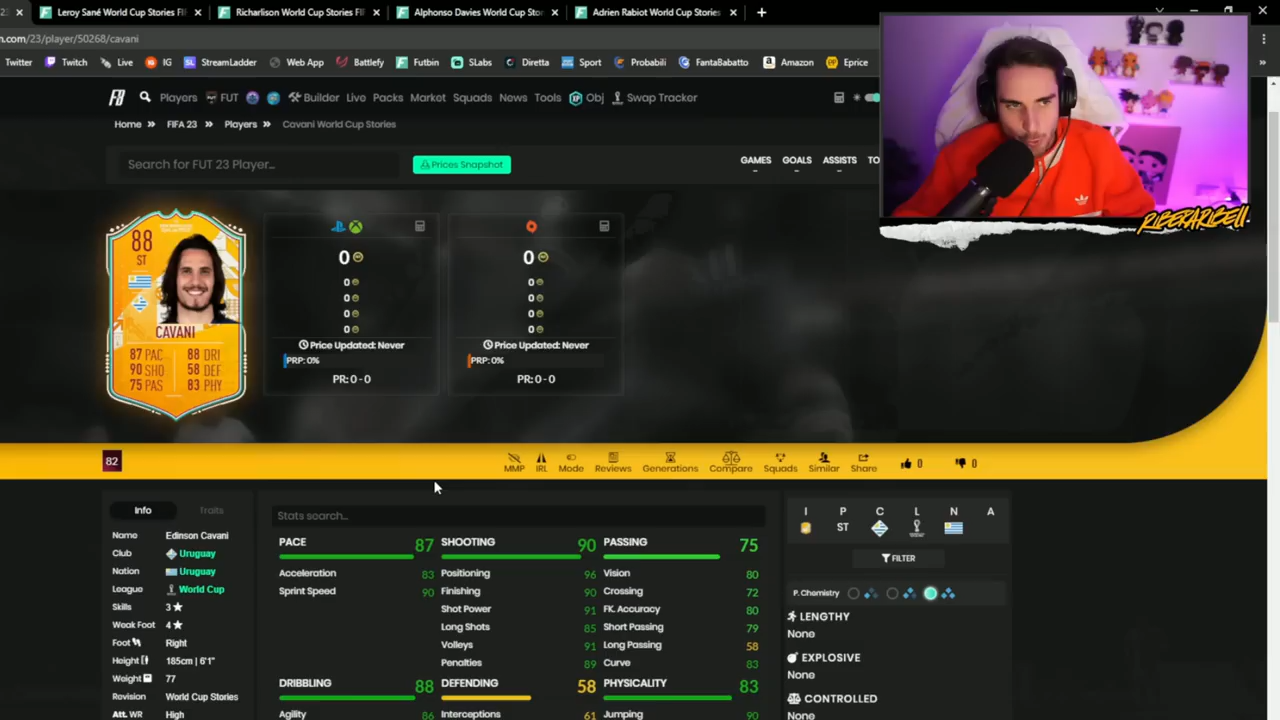 Leroy Sané World Cup Stories FI
Richarlison World Cup Stories FI
Alphonso Davies World Cup Stor
Adrien Rabiot World Cup Stories
.com/23/player/50268/cavani
Twitter Twitch Live IG StreamLadder Web App Battlefy Futbin SLabs Diretta Sport Probabili FantaBabatto Amazon Eprice
Players FUT Builder Live Packs Market Squads News Tools Obj Swap Tracker
Home » FIFA 23 » Players » Cavani World Cup Stories
Search for FUT 23 Player...
Prices Snapshot
GAMES GOALS ASSISTS TO
- - -
RIBERARIBELL
88
ST
CAVANI
87 PAC 88 DRI
90 SHO 58 DEF
75 PAS 83 PHY
0 0
0 0
0 0
0 0
0 0
Price Updated: Never Price Updated: Never
PRP: 0% PRP: 0%
PR: 0 - 0 PR: 0 - 0
82
MMP IRL Mode Reviews Generations Compare Squads Similar Share 0 0
Info Traits
Name Edinson Cavani
Club Uruguay
Nation Uruguay
League World Cup
Skills 3
Weak Foot 4
Foot Right
Height 185cm | 6'1"
Weight 77
Revision World Cup Stories
Att. WR High
Stats search...
PACE 87
Acceleration 83
Sprint Speed 90
SHOOTING 90
Positioning 96
Finishing 90
Shot Power 91
Long Shots 85
Volleys 91
Penalties 89
PASSING 75
Vision 80
Crossing 72
FK. Accuracy 80
Short Passing 79
Long Passing 58
Curve 83
DRIBBLING 88
Agility 86
DEFENDING 58
Interceptions 61
PHYSICALITY 83
Jumping 90
I P C L N A
ST
FILTER
P. Chemistry
LENGTHY
None
EXPLOSIVE
None
CONTROLLED
None